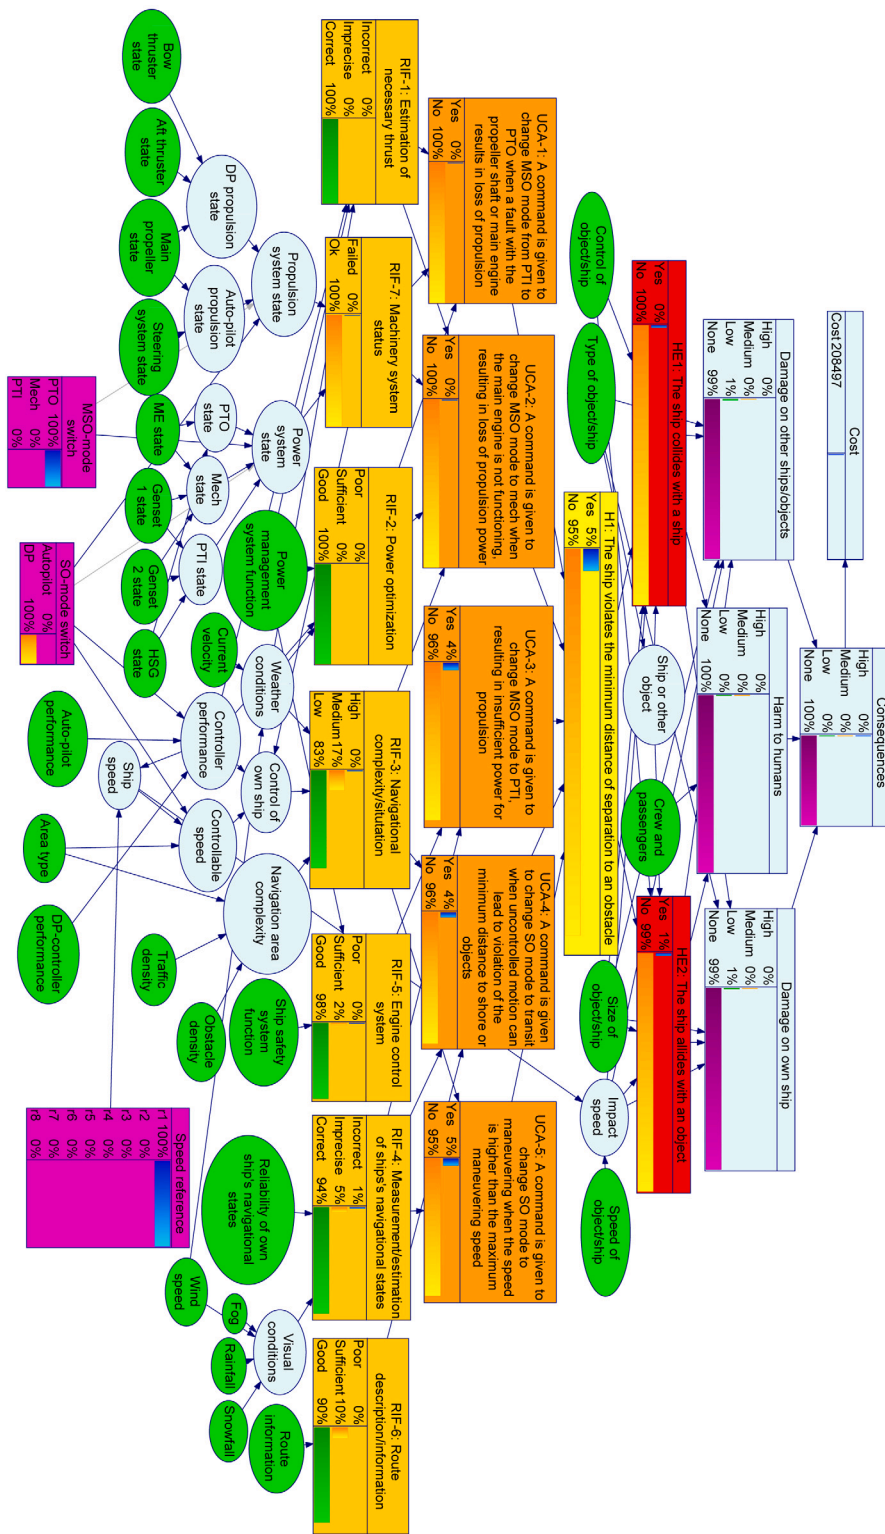 Cost
Cost 208497
Consequences
High 0%
Medium 0%
Low 0%
None 100%
Damage on other ships/objects
High 0%
Medium 0%
Low 1%
None 99%
Harm to humans
High 0%
Medium 0%
Low 0%
None 100%
Damage on own ship
High 0%
Medium 0%
Low 1%
None 99%
Control of
object/ship
Type of object/ship
HE1: The ship collides with a ship
Yes 0%
No 100%
Ship or other
object
Crew and
passengers
HE2: The ship allides with an object
Yes 1%
No 99%
Size of
object/ship
Impact
speed
Speed of
object/ship
H1: The ship violates the minimum distance of separation to an obstacle
Yes 5%
No 95%
UCA-1: A command is given to
change MSO mode from PTI to
PTO when a fault with the
propeller shaft or main engine
results in loss of propulsion
Yes 0%
No 100%
UCA-2: A command is given to
change MSO mode to mech when
the main engine is not functioning,
resulting in loss of propulsion power
Yes 0%
No 100%
UCA-3: A command is given to
change MSO mode to PTI,
resulting in insufficient power for
propulsion
Yes 4%
No 96%
UCA-4: A command is given
to change SO mode to transit
when uncontrolled motion can
lead to violation of the
minimum distance to shore or
objects
Yes 4%
No 96%
UCA-5: A command is given to
change SO mode to
maneuvering when the speed
is higher than the maximum
maneuvering speed
Yes 5%
No 95%
RIF-1: Estimation of
necessary thrust
Incorrect 0%
Imprecise 0%
Correct 100%
RIF-7: Machinery system
status
Failed 0%
Ok 100%
RIF-2: Power optimization
Poor 0%
Sufficient 0%
Good 100%
RIF-3: Navigational
complexity/situtation
High 0%
Medium 17%
Low 83%
RIF-5: Engine control
system
Poor 0%
Sufficient 2%
Good 98%
RIF-4: Measurement/estimation
of ships's navigational states
Incorrect 1%
Imprecise 5%
Correct 94%
RIF-6: Route
description/information
Poor 0%
Sufficient 10%
Good 90%
Propulsion
system state
Power
system
state
Power
management
system function
Weather
conditions
Control of
own ship
Navigation area
complexity
Ship safety
system
function
Reliability of own
ship's navigational
states
Visual
conditions
Route
information
DP propulsion
state
Auto-pilot
propulsion
state
PTO
state
Mech
state
PTI state
Current
velocity
Controller
performance
Controllable
speed
Obstacle
density
Wind
speed
Fog
Rainfall
Snowfall
Bow
thruster
state
Aft thruster
state
Main
propeller
state
Steering
system state
ME state
Genset
1 state
Genset
2 state
HSG
state
Auto-pilot
performance
Ship
speed
Area type
DP-controller
performance
Traffic
density
MSO-mode
switch
PTO 100%
Mech 0%
PTI 0%
SO-mode switch
Autopilot 0%
DP 100%
Speed reference
r1 100%
r2 0%
r3 0%
r4 0%
r5 0%
r6 0%
r7 0%
r8 0%